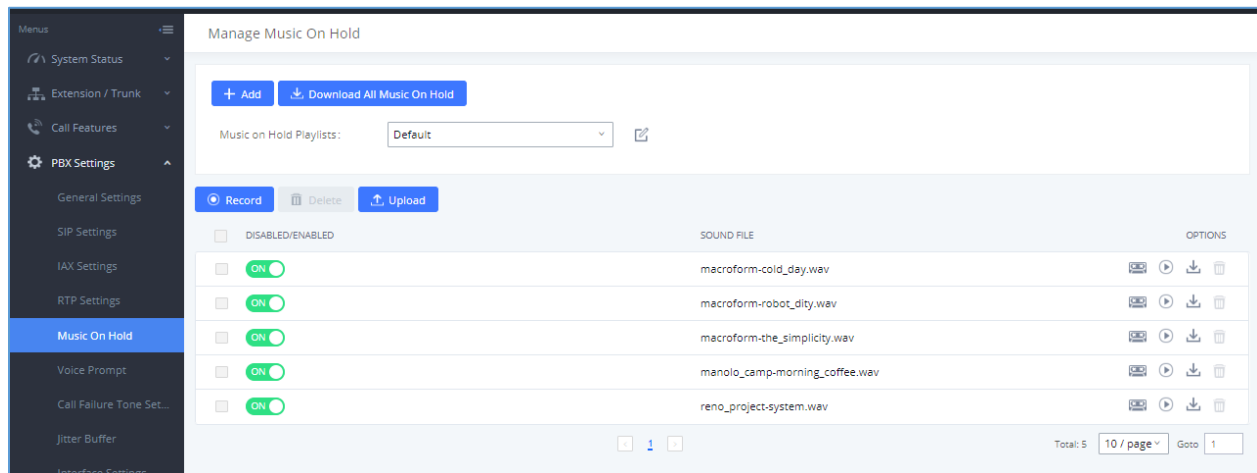 Menus
System Status
Extension / Trunk
Call Features
PBX Settings
General Settings
SIP Settings
IAX Settings
RTP Settings
Music On Hold
Voice Prompt
Call Failure Tone Set...
Jitter Buffer
Interface Settings
Manage Music On Hold
+ Add Download All Music On Hold
Music on Hold Playlists: Default
Record Delete Upload
DISABLED/ENABLED SOUND FILE OPTIONS
ON macroform-cold_day.wav
ON macroform-robot_dity.wav
ON macroform-the_simplicity.wav
ON manolo_camp-morning_coffee.wav
ON reno_project-system.wav
1 Total: 5 10 / page Goto 1